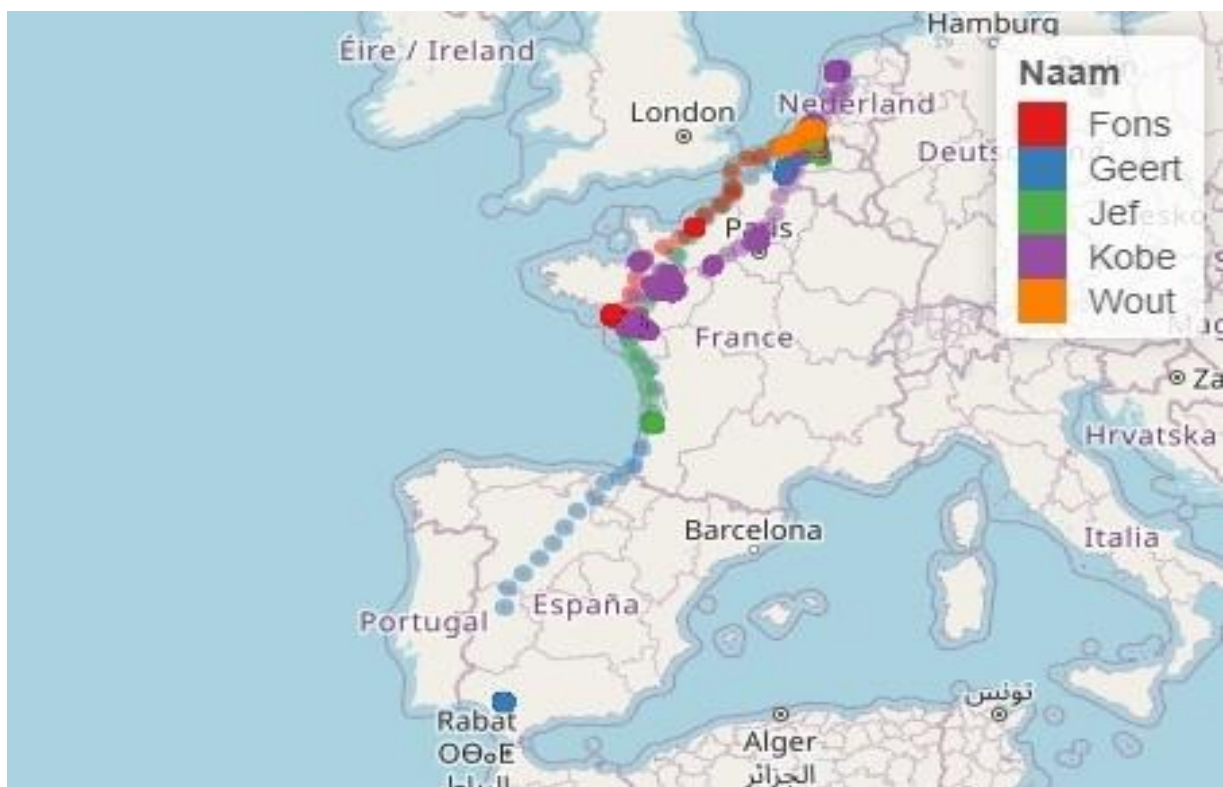 Hamburg
Éire / Ireland
Naam
London
Nederland
Fons
Geert
Jef
Kobe
Wout
Paris
France
Za
Hrvatska
Barcelona
Italia
España
Portugal
تونس
Rabat
ⵔⴱⴰⵟ
Alger
الجزائر